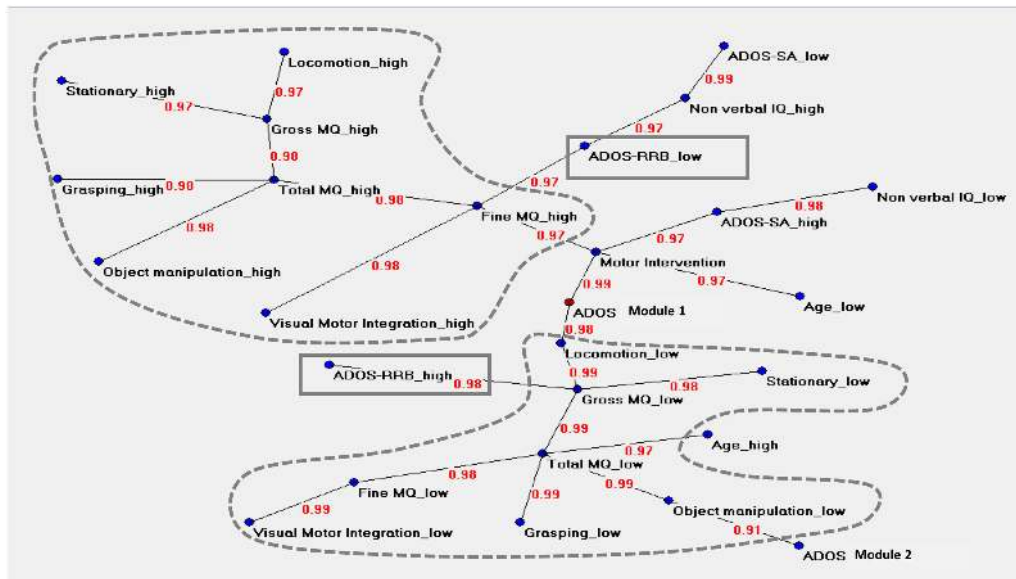 ADOS-SA_low
Locomotion_high
0.99
Stationary_high
0.97
Non verbal IQ_high
0.97
Gross MQ_high
0.97
0.98
ADOS-RRB_low
Grasping_high
0.98
Total MQ_high
0.98
0.97
Non verbal IQ_low
0.98
Fine MQ_high
ADOS-SA_high
0.98
0.97
0.97
Object manipulation_high
0.98
Motor Intervention
0.99
0.97
Visual Motor Integration_high
ADOS Module 1
Age_low
0.98
Locomotion_low
0.99
ADOS-RRB_high
0.98
0.98
Stationary_low
Gross MQ_low
0.99
Age_high
0.97
Total MQ_low
0.98
0.99
Fine MQ_low
0.99
0.99
Object manipulation_low
Visual Motor Integration_low
Grasping_low
0.91
ADOS Module 2